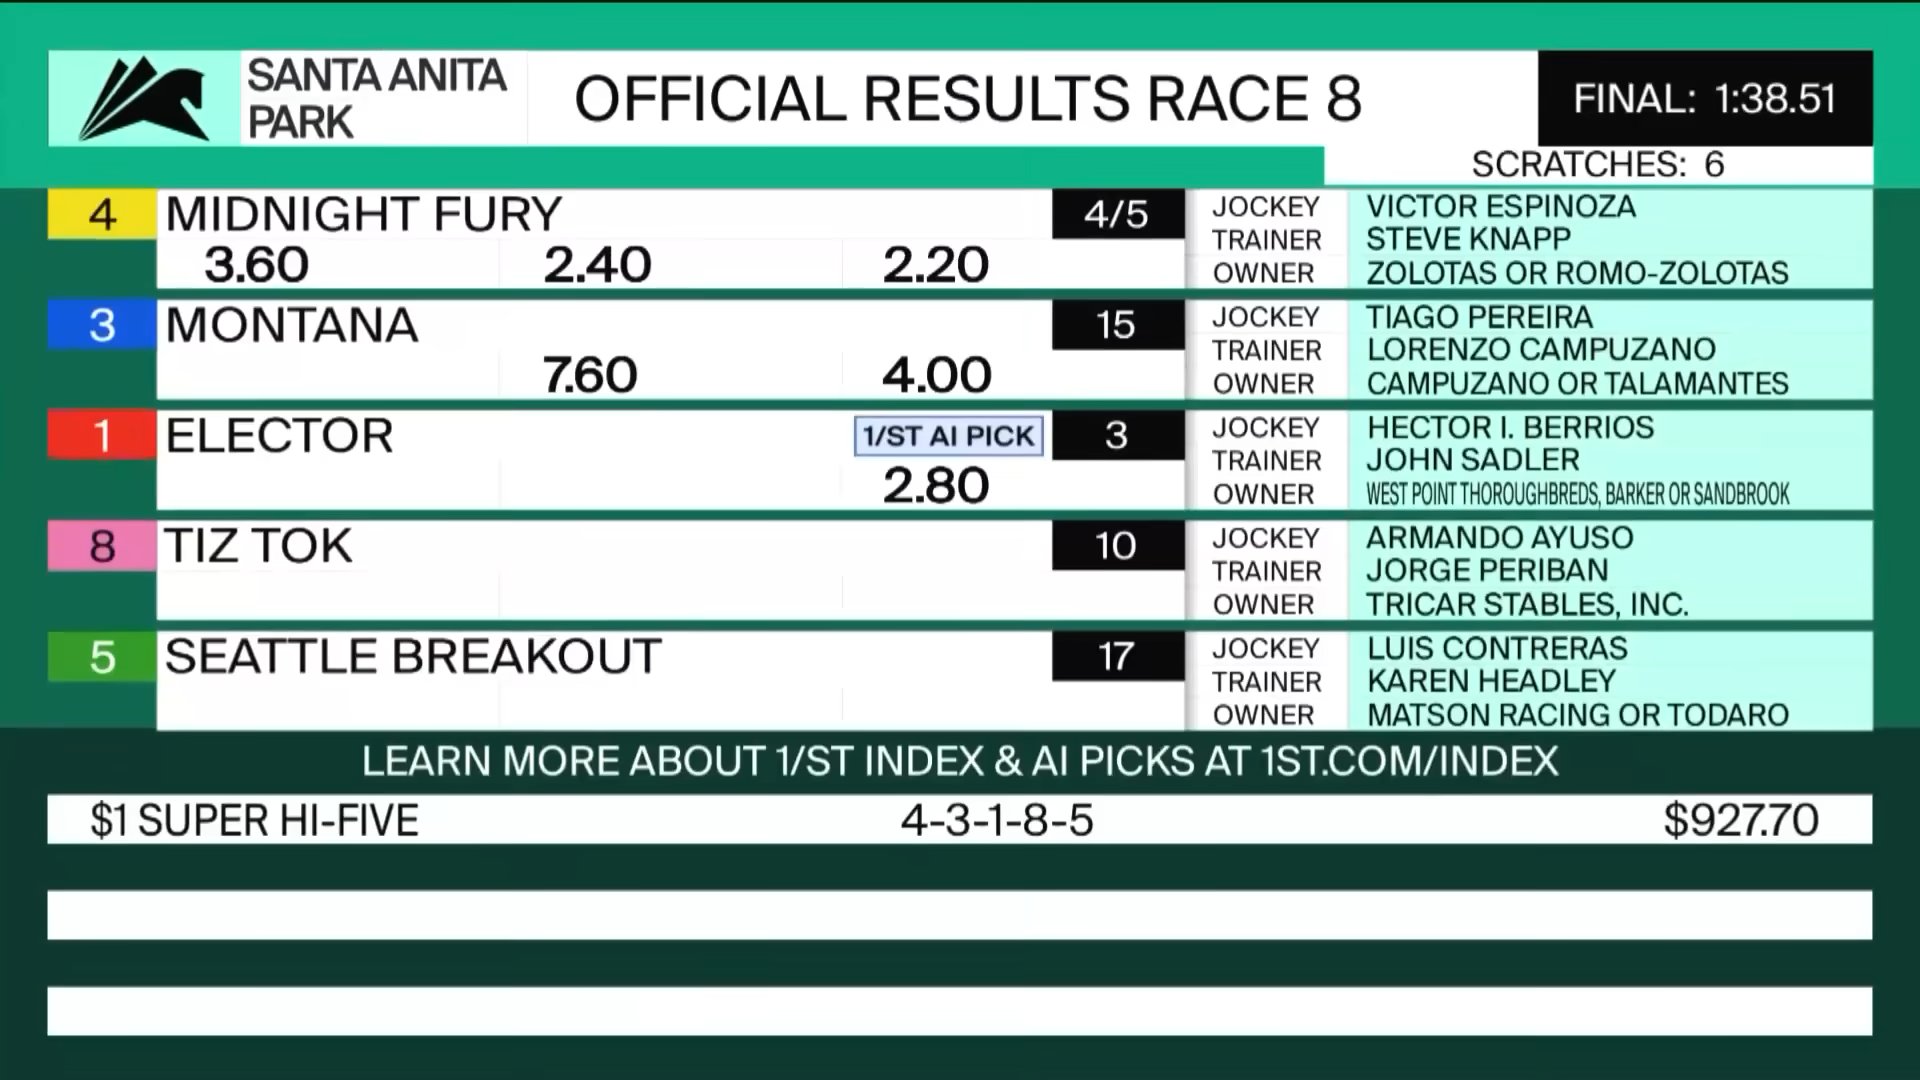 SANTA ANITA
PARK
OFFICIAL RESULTS RACE 8
FINAL: 1:38.51
SCRATCHES: 6
4 MIDNIGHT FURY 4/5
3.60 2.40 2.20
JOCKEY VICTOR ESPINOZA
TRAINER STEVE KNAPP
OWNER ZOLOTAS OR ROMO-ZOLOTAS
3 MONTANA 15
7.60 4.00
JOCKEY TIAGO PEREIRA
TRAINER LORENZO CAMPUZANO
OWNER CAMPUZANO OR TALAMANTES
1 ELECTOR 1/ST AI PICK 3
2.80
JOCKEY HECTOR I. BERRIOS
TRAINER JOHN SADLER
OWNER WEST POINT THOROUGHBREDS, BARKER OR SANDBROOK
8 TIZ TOK 10
JOCKEY ARMANDO AYUSO
TRAINER JORGE PERIBAN
OWNER TRICAR STABLES, INC.
5 SEATTLE BREAKOUT 17
JOCKEY LUIS CONTRERAS
TRAINER KAREN HEADLEY
OWNER MATSON RACING OR TODARO
LEARN MORE ABOUT 1/ST INDEX & AI PICKS AT 1ST.COM/INDEX
$1 SUPER HI-FIVE 4-3-1-8-5 $927.70